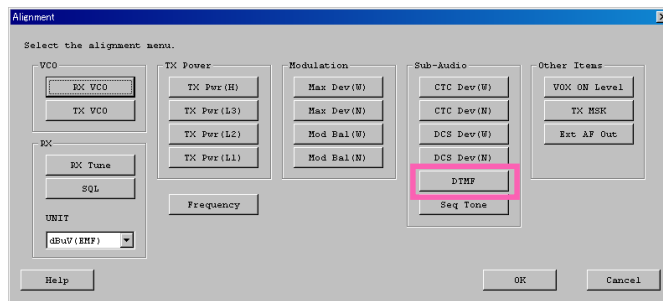 Alignment
Select the alignment menu.
VCO
RX VCO
TX VCO
RX
RX Tune
SQL
UNIT
dBuV(EMF)
TX Power
TX Pwr(H)
TX Pwr(L3)
TX Pwr(L2)
TX Pwr(L1)
Frequency
Modulation
Max Dev(W)
Max Dev(N)
Mod Bal(W)
Mod Bal(N)
Sub-Audio
CTC Dev(W)
CTC Dev(N)
DCS Dev(W)
DCS Dev(N)
DTMF
Seq Tone
Other Items
VOX ON Level
TX MSK
Ext AF Out
Help
OK
Cancel